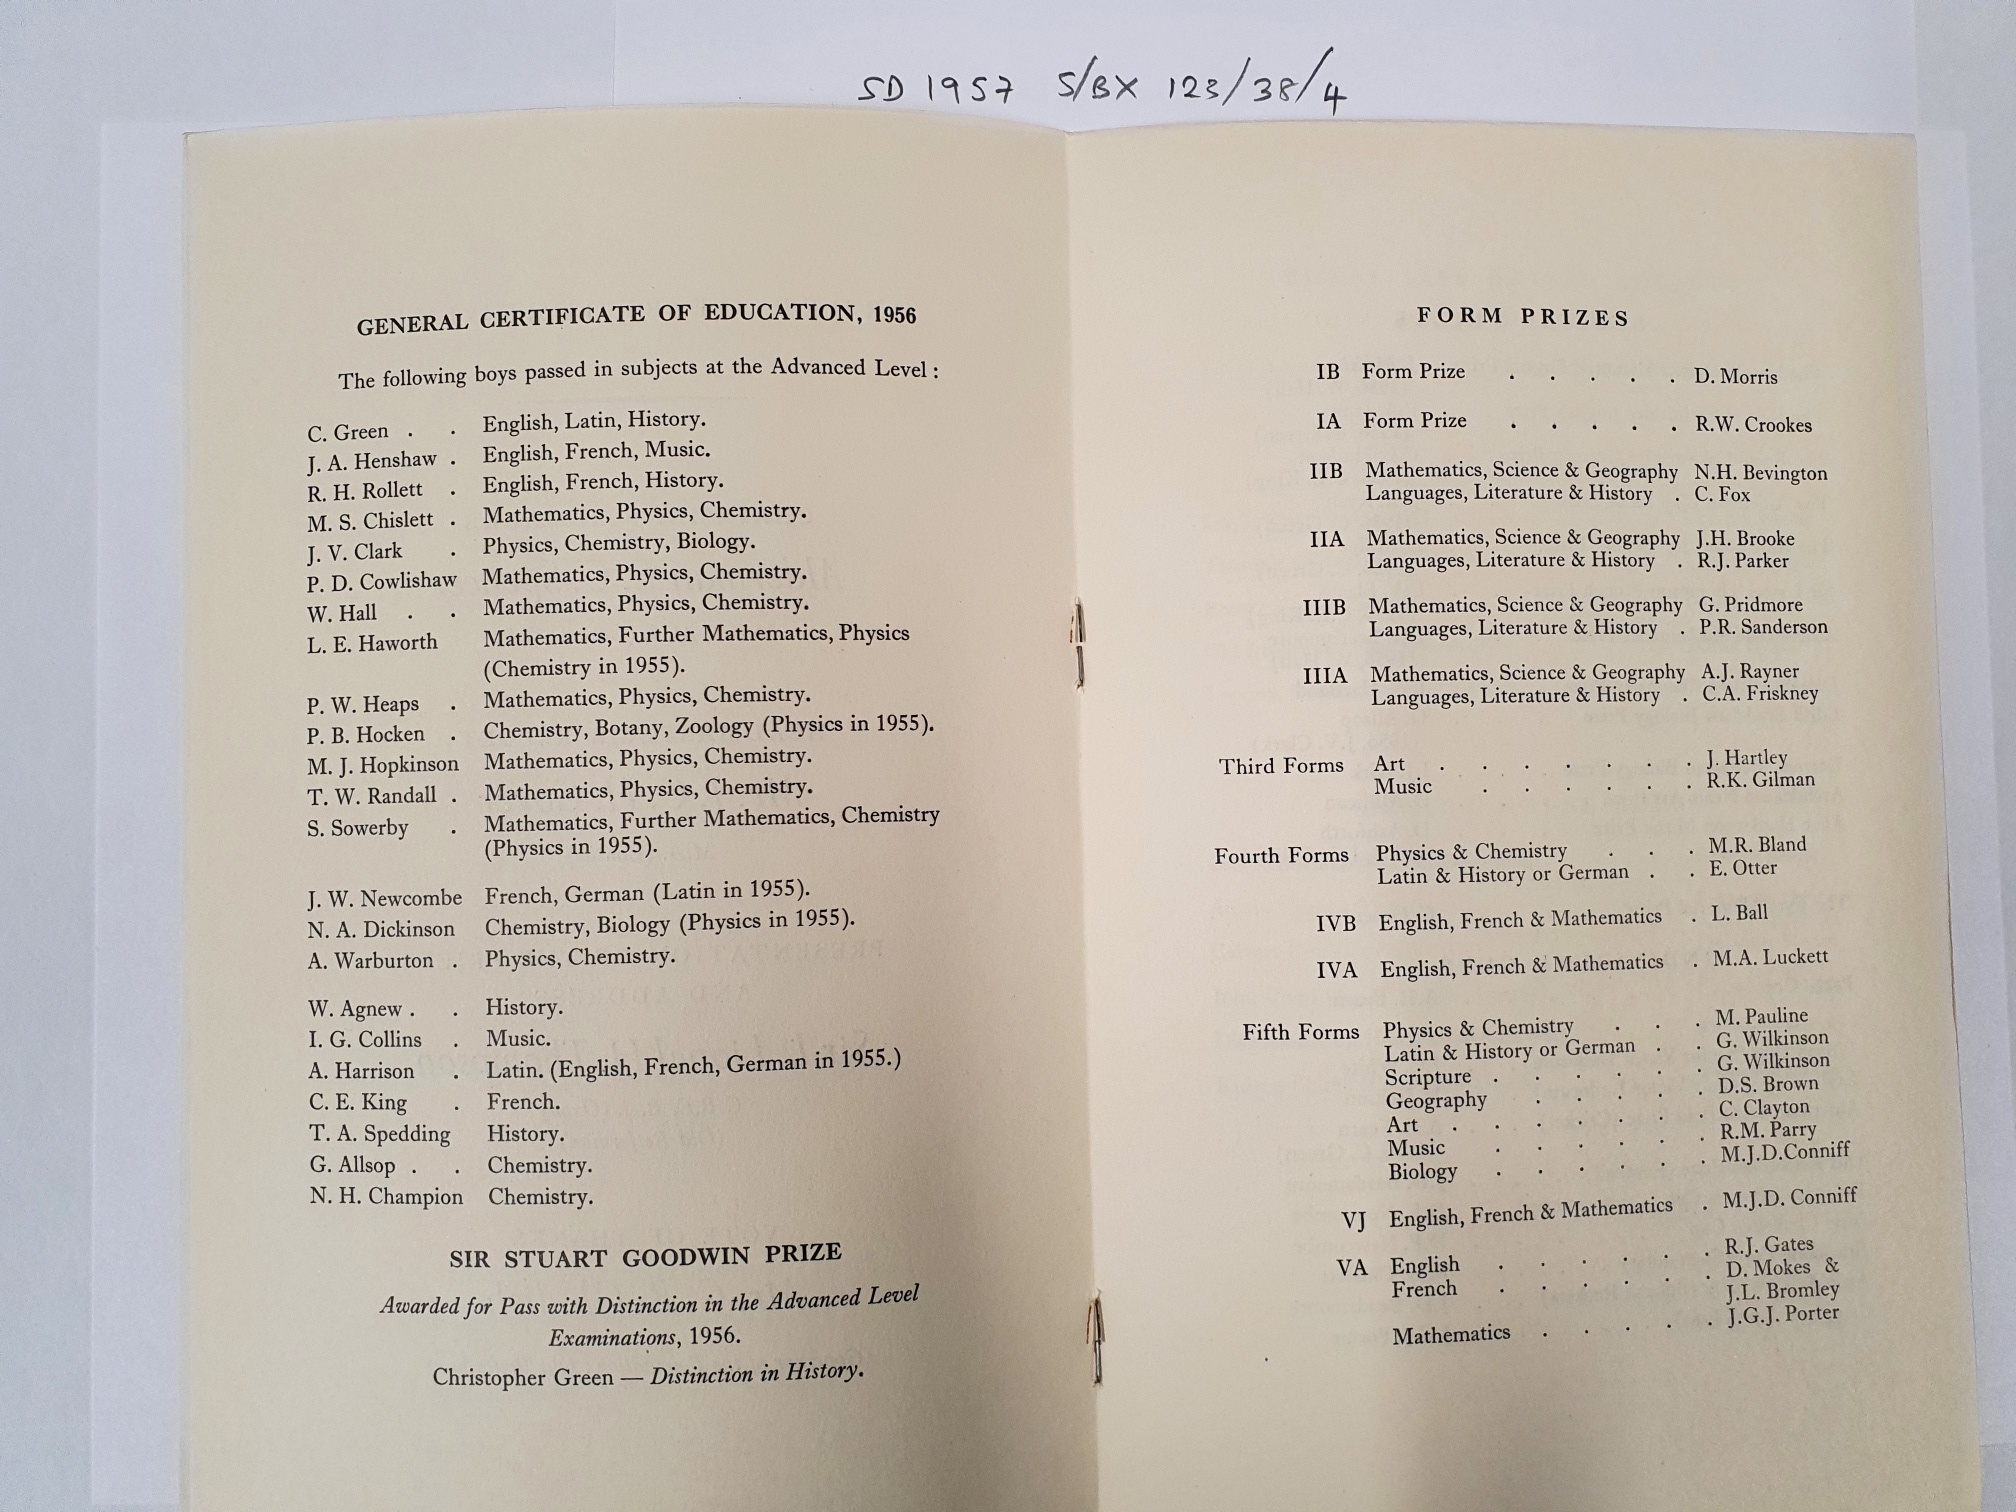 SD 1957 S/BX 123/38/4
GENERAL CERTIFICATE OF EDUCATION, 1956
The following boys passed in subjects at the Advanced Level :
C. Green . . English, Latin, History.
J. A. Henshaw . English, French, Music.
R. H. Rollett . English, French, History.
M. S. Chislett . Mathematics, Physics, Chemistry.
J. V. Clark . Physics, Chemistry, Biology.
P. D. Cowlishaw Mathematics, Physics, Chemistry.
W. Hall . . Mathematics, Physics, Chemistry.
L. E. Haworth Mathematics, Further Mathematics, Physics
(Chemistry in 1955).
P. W. Heaps . Mathematics, Physics, Chemistry.
P. B. Hocken . Chemistry, Botany, Zoology (Physics in 1955).
M. J. Hopkinson Mathematics, Physics, Chemistry.
T. W. Randall . Mathematics, Physics, Chemistry.
S. Sowerby . Mathematics, Further Mathematics, Chemistry
(Physics in 1955).
J. W. Newcombe French, German (Latin in 1955).
N. A. Dickinson Chemistry, Biology (Physics in 1955).
A. Warburton . Physics, Chemistry.
W. Agnew . . History.
I. G. Collins . Music.
A. Harrison . Latin. (English, French, German in 1955.)
C. E. King . French.
T. A. Spedding History.
G. Allsop . . Chemistry.
N. H. Champion Chemistry.
SIR STUART GOODWIN PRIZE
Awarded for Pass with Distinction in the Advanced Level
Examinations, 1956.
Christopher Green — Distinction in History.
FORM PRIZES
IB Form Prize . . . . . D. Morris
IA Form Prize . . . . . R.W. Crookes
IIB Mathematics, Science & Geography N.H. Bevington
Languages, Literature & History . C. Fox
IIA Mathematics, Science & Geography J.H. Brooke
Languages, Literature & History . R.J. Parker
IIIB Mathematics, Science & Geography G. Pridmore
Languages, Literature & History . P.R. Sanderson
IIIA Mathematics, Science & Geography A.J. Rayner
Languages, Literature & History . C.A. Friskney
Third Forms Art . . . . . . . J. Hartley
Music . . . . . . R.K. Gilman
Fourth Forms Physics & Chemistry . . . M.R. Bland
Latin & History or German . . E. Otter
IVB English, French & Mathematics . L. Ball
IVA English, French & Mathematics . M.A. Luckett
Fifth Forms Physics & Chemistry . . . M. Pauline
Latin & History or German . . G. Wilkinson
Scripture . . . . . . G. Wilkinson
Geography . . . . . D.S. Brown
Art . . . . . . . C. Clayton
Music . . . . . . R.M. Parry
Biology . . . . . . M.J.D.Conniff
VJ English, French & Mathematics . M.J.D. Conniff
VA English . . . . . . R.J. Gates
French . . . . . . D. Mokes &
J.L. Bromley
Mathematics . . . . . J.G.J. Porter